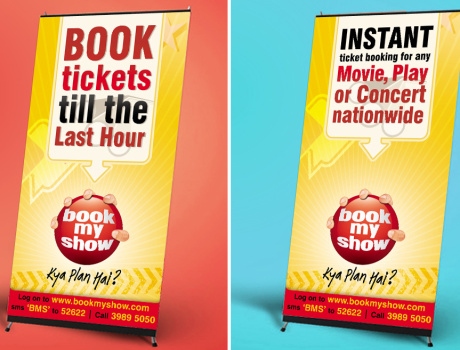 BOOK
tickets
till the
Last Hour
book
my
show
Kya Plan Hai?
Log on to www.bookmyshow.com
sms 'BMS' to 52622 | Call 3989 5050
INSTANT
ticket booking for any
Movie, Play
or Concert
nationwide
book
my
show
Kya Plan Hai?
Log on to www.bookmyshow.com
sms 'BMS' to 52622 | Call 3989 5050